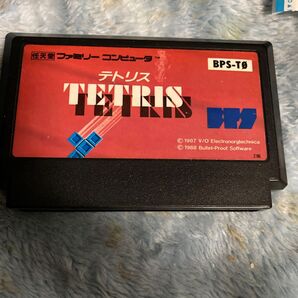 任天堂 ファミリー コンピュータ
BPS-T0
テトリス
TETRIS
BPS
© 1987 V/O Electronorgtechnica
© 1988 Bullet-Proof Software